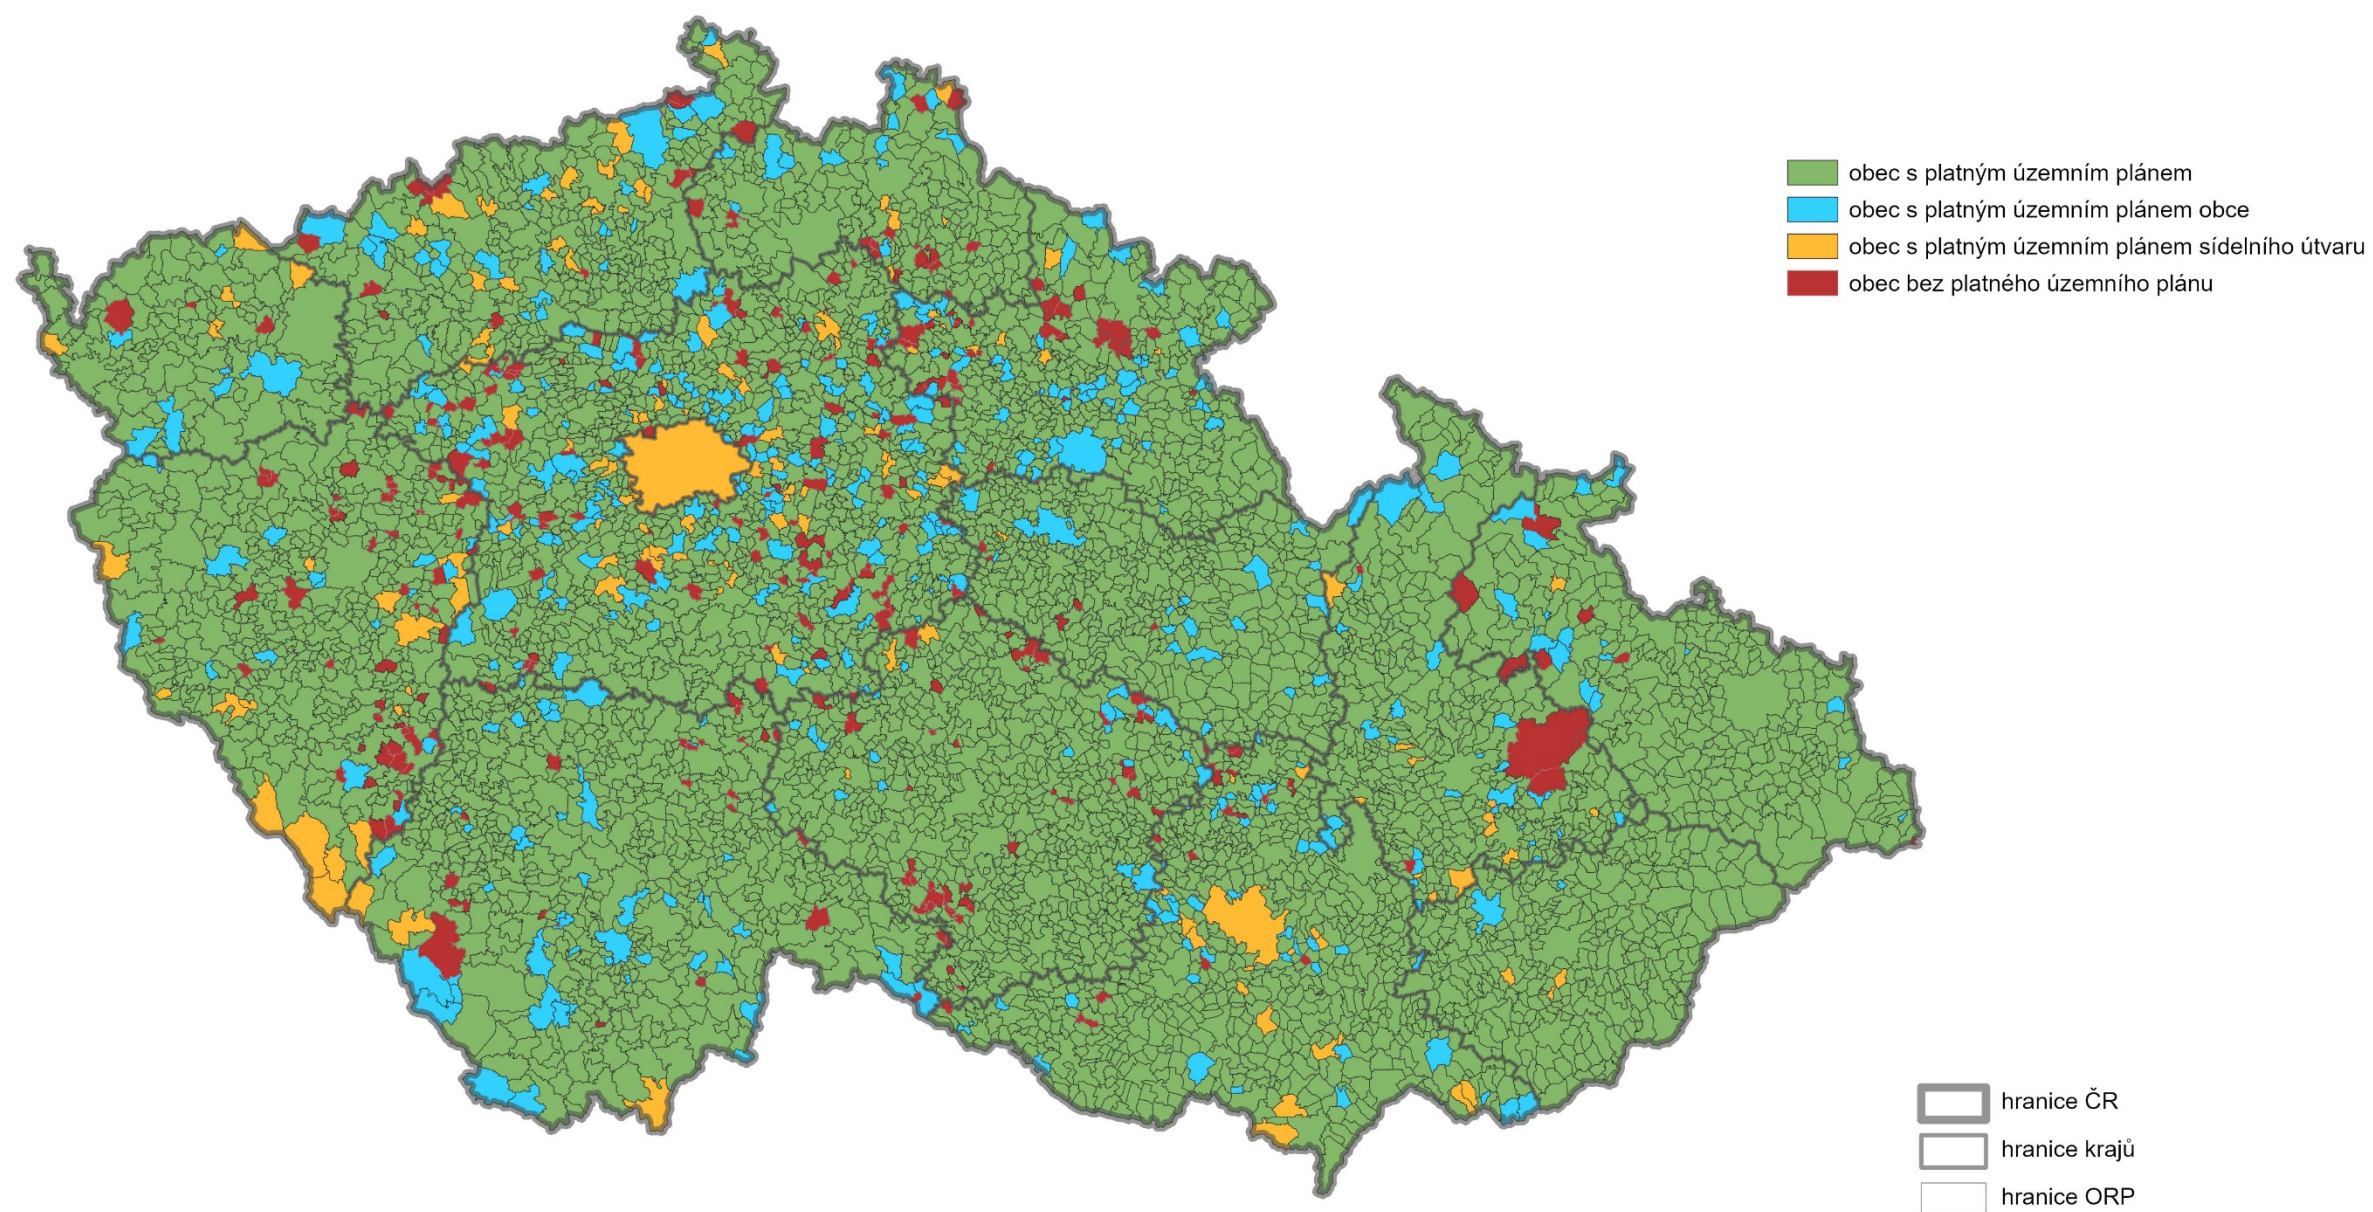 obec s platným územním plánem
obec s platným územním plánem obce
obec s platným územním plánem sídelního útvaru
obec bez platného územního plánu
hranice ČR
hranice krajů
hranice ORP